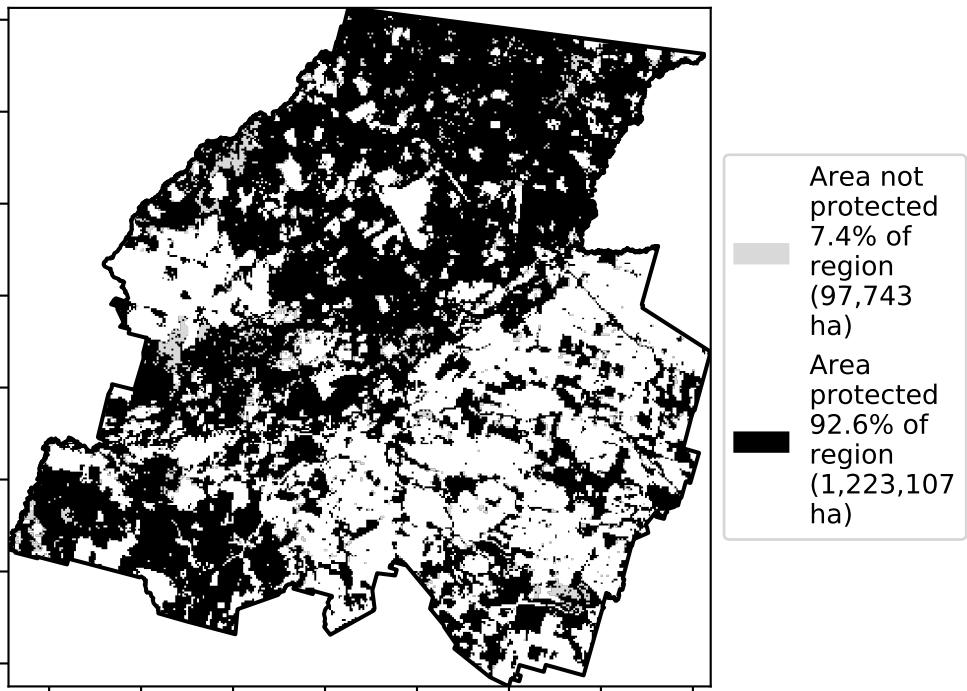 Area not
protected
7.4% of
region
(97,743
ha)
Area
protected
92.6% of
region
(1,223,107
ha)